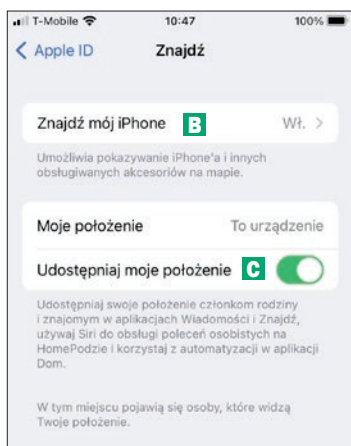 T-Mobile 10:47 100%
Apple ID Znajdź
Znajdź mój iPhone B Wł.
Umożliwia pokazywanie iPhone'a i innych
obsługiwanych akcesoriów na mapie.
Moje położenie To urządzenie
Udostępniaj moje położenie C
Udostępniaj swoje położenie członkom rodziny
i znajomym w aplikacjach Wiadomości i Znajdź,
używaj Siri do obsługi poleceń osobistych na
HomePodzie i korzystaj z automatyzacji w aplikacji
Dom.
W tym miejscu pojawią się osoby, które widzą
Twoje położenie.